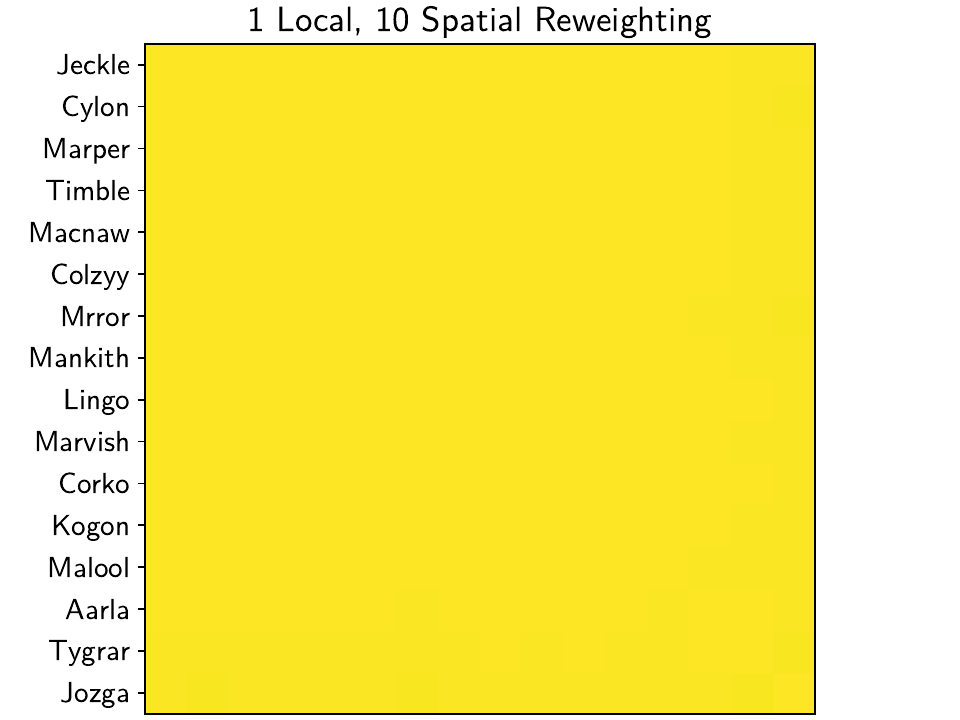 1 Local, 10 Spatial Reweighting
Jeckle
Cylon
Marper
Timble
Macnaw
Colzyy
Mrror
Mankith
Lingo
Marvish
Corko
Kogon
Malool
Aarla
Tygrar
Jozga